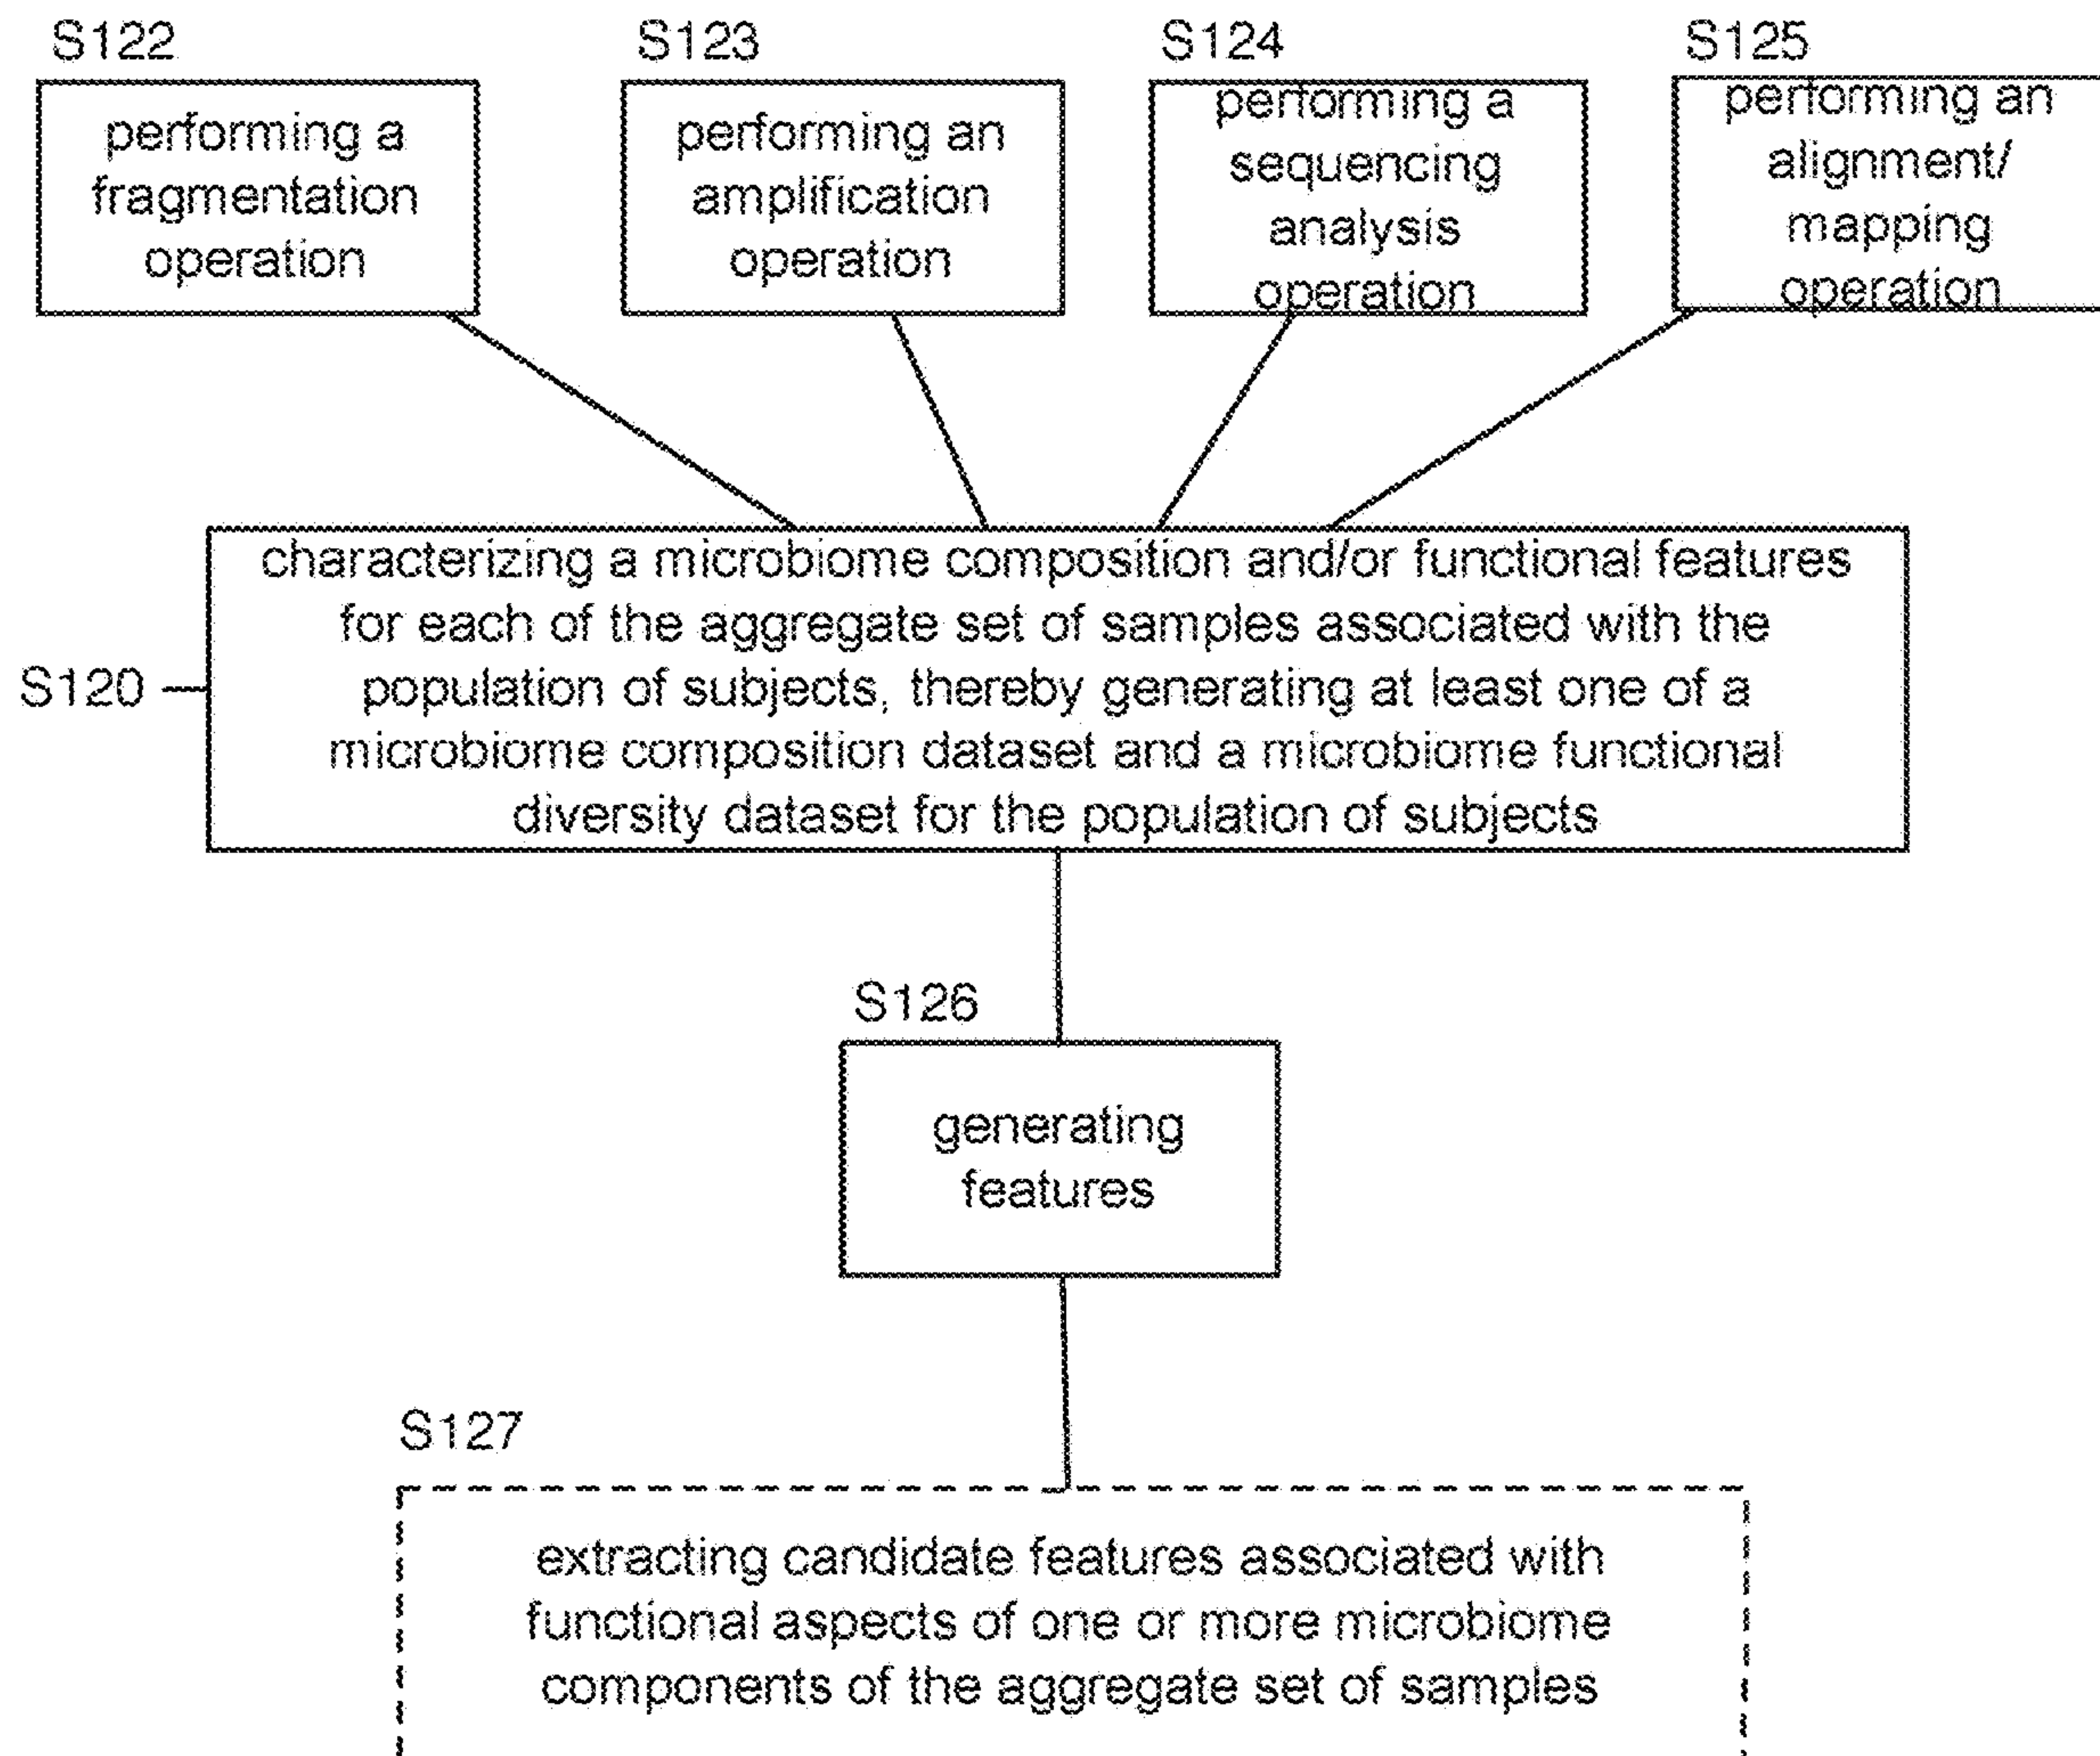 S122
performing a
fragmentation
operation
S123
performing an
amplification
operation
S124
performing a
sequencing
analysis
operation
S125
performing an
alignment/
mapping
operation
S120
characterizing a microbiome composition and/or functional features
for each of the aggregate set of samples associated with the
population of subjects, thereby generating at least one of a
microbiome composition dataset and a microbiome functional
diversity dataset for the population of subjects
S126
generating
features
S127
extracting candidate features associated with
functional aspects of one or more microbiome
components of the aggregate set of samples